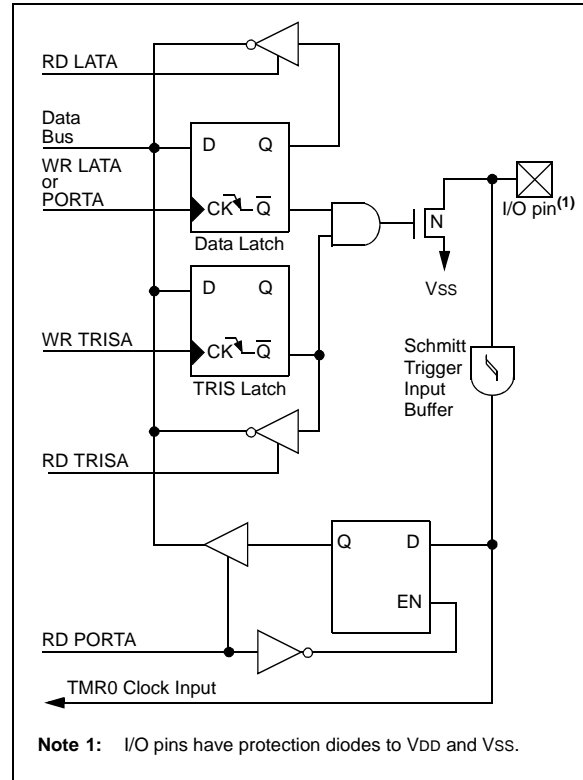 RD LATA
Data
Bus
WR LATA
or
PORTA
D Q
CK Q
Data Latch
N
I/O pin(1)
VSS
D Q
WR TRISA
CK Q
TRIS Latch
Schmitt
Trigger
Input
Buffer
RD TRISA
Q D
EN
RD PORTA
TMR0 Clock Input
Note 1: I/O pins have protection diodes to VDD and VSS.